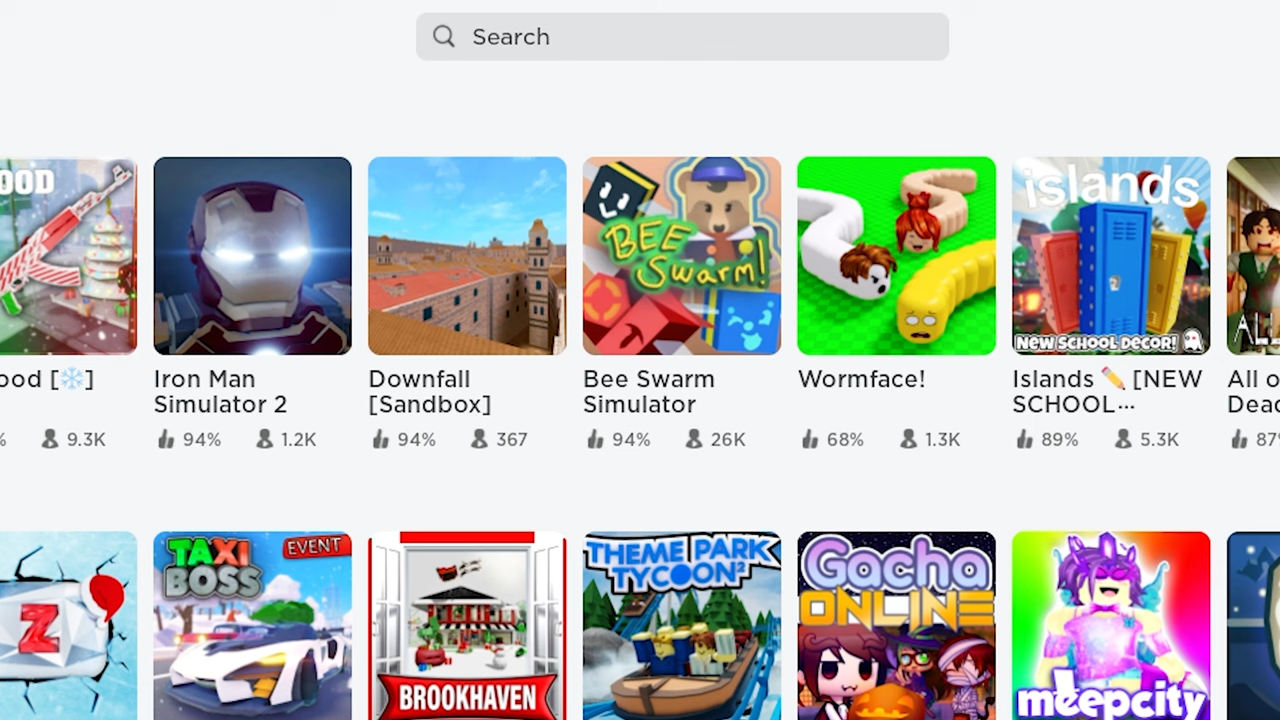 Search
OOD
BEE
Swarm!
islands
NEW SCHOOL DECOR!
ood [❄️]
Iron Man
Simulator 2
Downfall
[Sandbox]
Bee Swarm
Simulator
Wormface!
Islands ✏️ [NEW
SCHOOL...
All o
Dead
% 9.3K
94% 1.2K
94% 367
94% 26K
68% 1.3K
89% 5.3K
87%
Z
TAXI
BOSS
EVENT
BROOKHAVEN
THEME PARK
TYCOON²
Gacha
ONLINE
meepcity